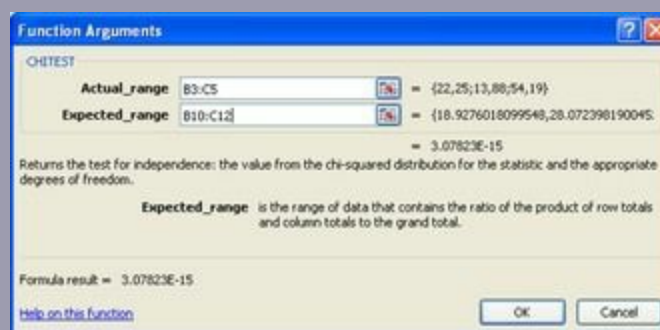 Function Arguments
CHITEST
Actual_range B3:C5 = {22,25;13,88;54,19}
Expected_range B10:C12 = {18.9276018099548,28.072398190045:
= 3.07823E-15
Returns the test for independence: the value from the chi-squared distribution for the statistic and the appropriate
degrees of freedom.
Expected_range is the range of data that contains the ratio of the product of row totals
and column totals to the grand total.
Formula result = 3.07823E-15
Help on this function
OK Cancel